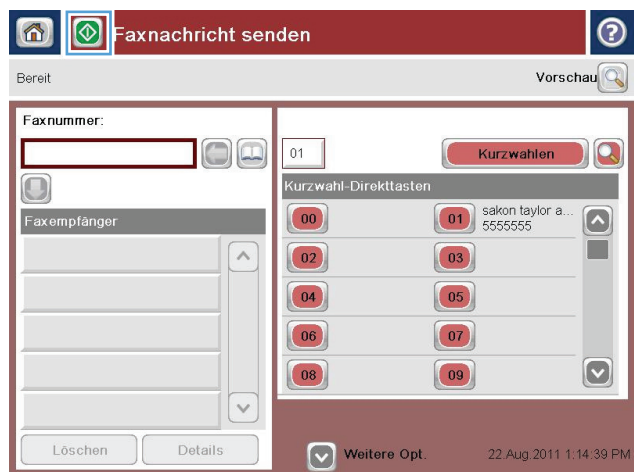 Faxnachricht senden
?
Bereit
Vorschau
Faxnummer:
01
Kurzwahlen
Kurzwahl-Direkttasten
00
01 sakon taylor a...
5555555
Faxempfänger
02
03
04
05
06
07
08
09
Löschen
Details
Weitere Opt.
22.Aug.2011 1:14:39 PM